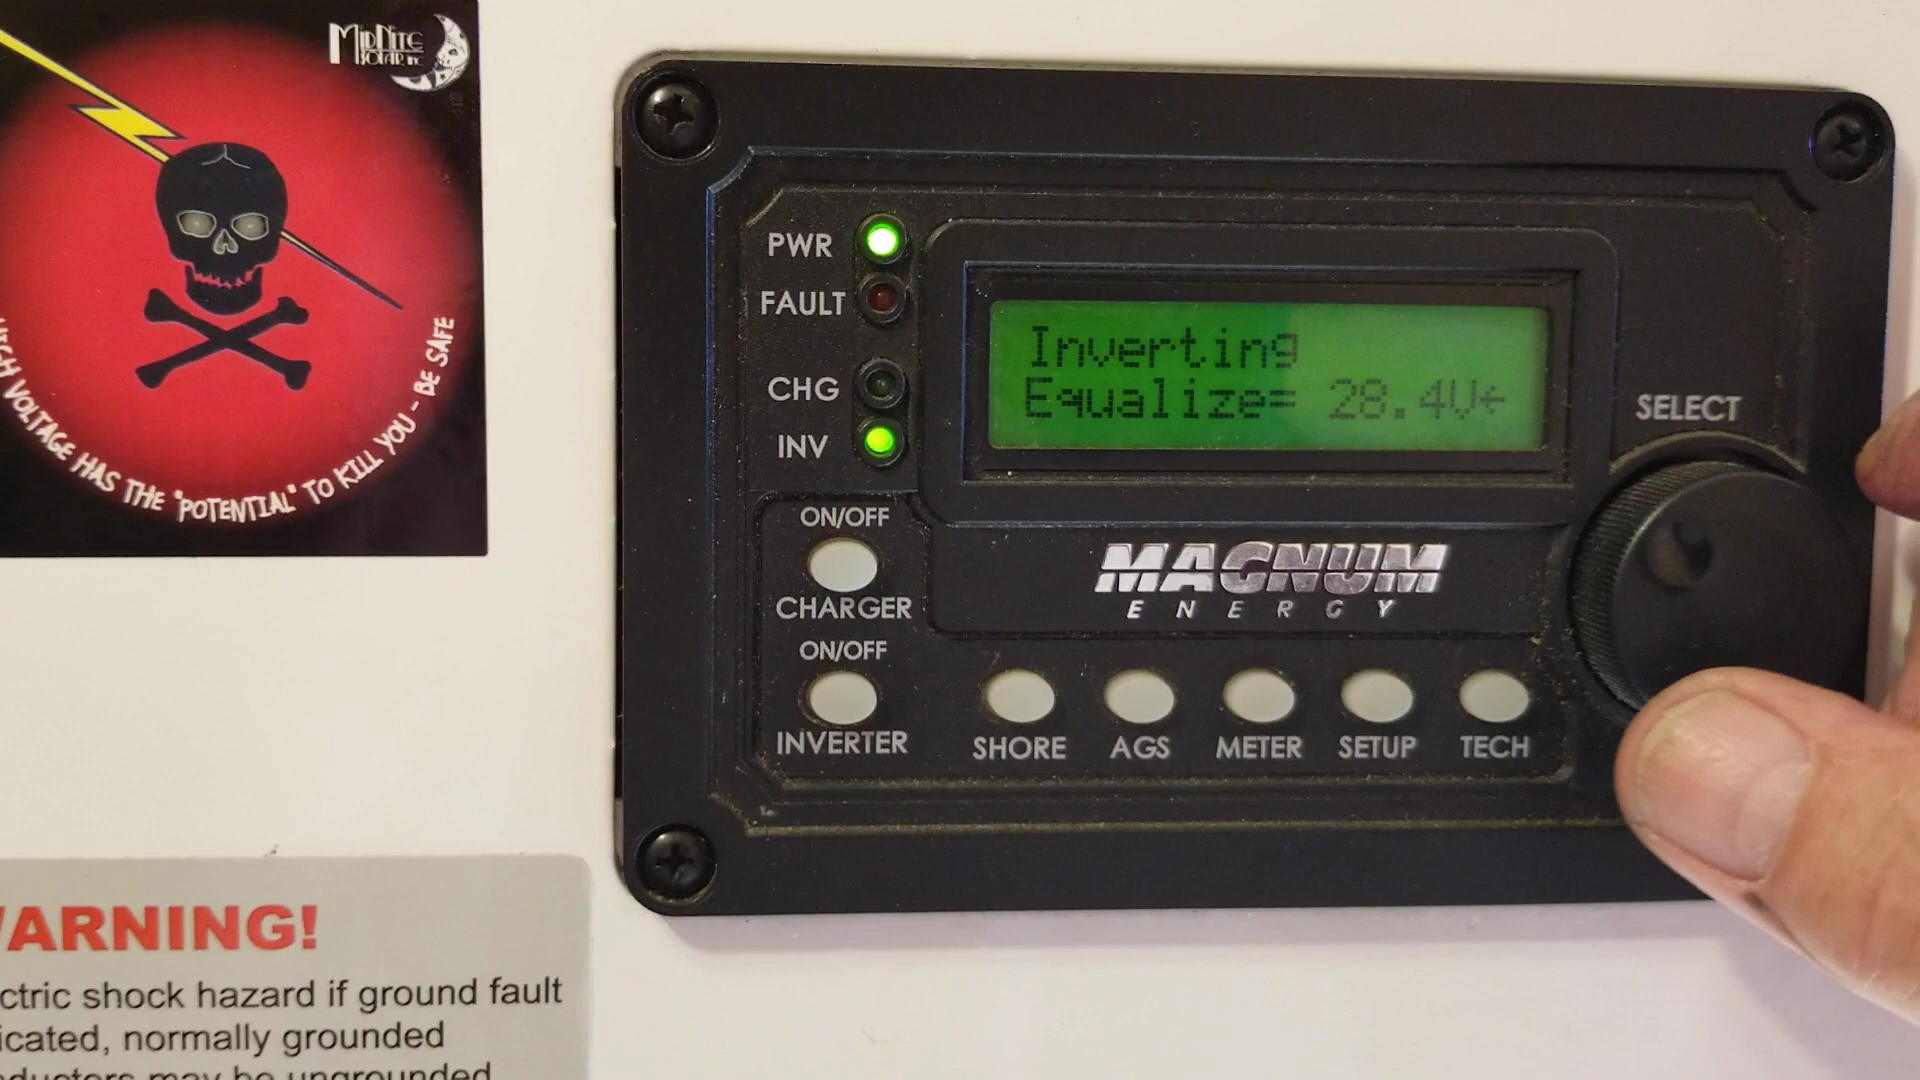 MIDNITE
SOLAR INC
HIGH VOLTAGE HAS THE "POTENTIAL" TO KILL YOU - BE SAFE
PWR
FAULT
CHG
INV
Inverting
Equalize= 28.4V←
SELECT
ON/OFF
CHARGER
ON/OFF
INVERTER
MAGNUM
ENERGY
SHORE
AGS
METER
SETUP
TECH
WARNING!
ctric shock hazard if ground fault
icated, normally grounded
ductors may be ungrounded